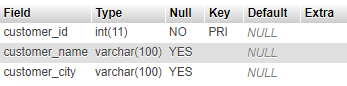 Field Type Null Key Default Extra
customer_id int(11) NO PRI NULL
customer_name varchar(100) YES NULL
customer_city varchar(100) YES NULL